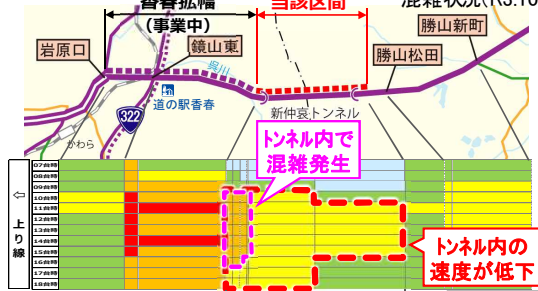 香春拡幅
(事業中)
当該区間
混雑状況(R3.10
岩原口
鏡山東
呉川
勝山新町
勝山松田
道の駅香春
322
新仲哀トンネル
かわら
トンネル内で
混雑発生
⇦
上り線
07台時
08台時
09台時
10台時
11台時
12台時
13台時
14台時
15台時
16台時
17台時
18台時
トンネル内の
速度が低下